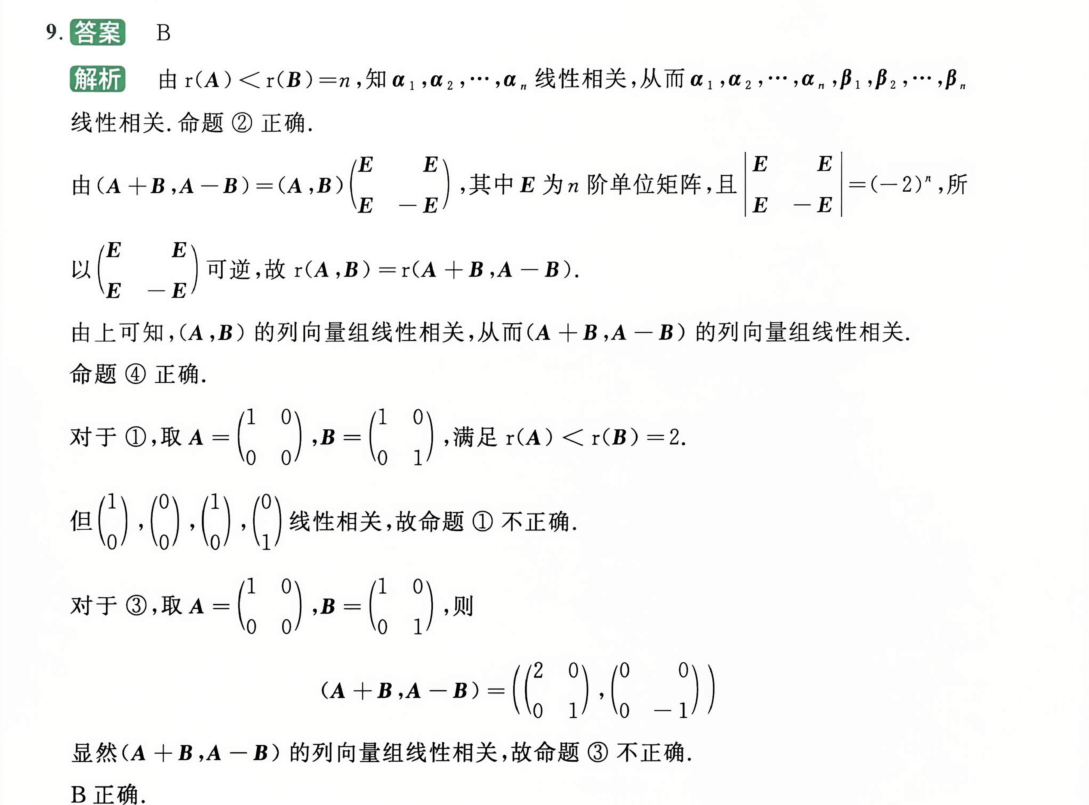 9. 答案 B
解析 由 r(A)<r(B)=n,知 α₁,α₂,⋯,αₙ 线性相关,从而 α₁,α₂,⋯,αₙ,β₁,β₂,⋯,βₙ
线性相关. 命题 ② 正确.
由(A+B,A-B)=(A,B)(E E; E -E),其中 E 为 n 阶单位矩阵,且|E E; E -E|=(-2)ⁿ,所
以(E E; E -E)可逆,故 r(A,B)=r(A+B,A-B).
由上可知,(A,B) 的列向量组线性相关,从而(A+B,A-B) 的列向量组线性相关.
命题 ④ 正确.
对于 ①,取 A=(1 0; 0 0),B=(1 0; 0 1),满足 r(A)<r(B)=2.
但(1; 0),(0; 0),(1; 0),(0; 1)线性相关,故命题 ① 不正确.
对于 ③,取 A=(1 0; 0 0),B=(1 0; 0 1),则
(A+B,A-B)=((2 0; 0 1),(0 0; 0 -1))
显然(A+B,A-B) 的列向量组线性相关,故命题 ③ 不正确.
B 正确.